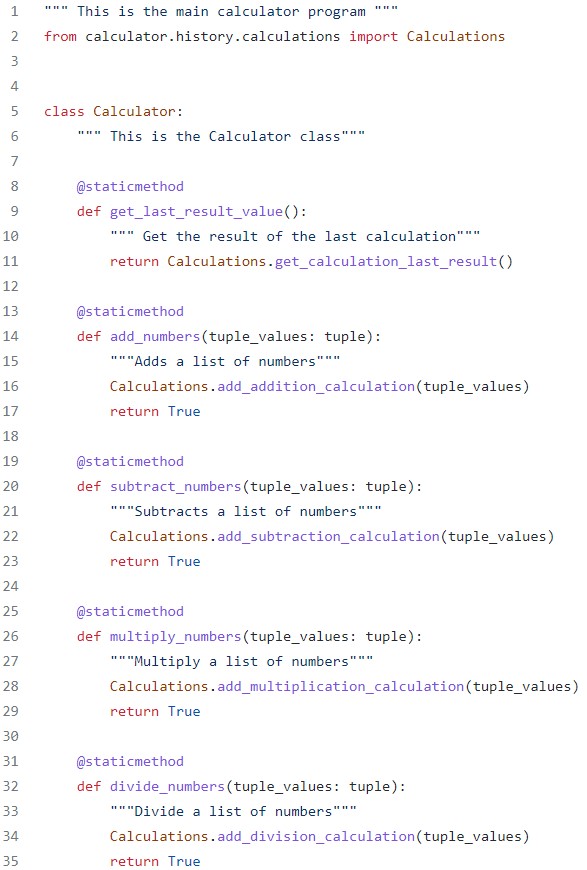 1 """ This is the main calculator program """
2 from calculator.history.calculations import Calculations
3
4
5 class Calculator:
6     """ This is the Calculator class"""
7
8     @staticmethod
9     def get_last_result_value():
10         """ Get the result of the last calculation"""
11         return Calculations.get_calculation_last_result()
12
13     @staticmethod
14     def add_numbers(tuple_values: tuple):
15         """Adds a list of numbers"""
16         Calculations.add_addition_calculation(tuple_values)
17         return True
18
19     @staticmethod
20     def subtract_numbers(tuple_values: tuple):
21         """Subtracts a list of numbers"""
22         Calculations.add_subtraction_calculation(tuple_values)
23         return True
24
25     @staticmethod
26     def multiply_numbers(tuple_values: tuple):
27         """Multiply a list of numbers"""
28         Calculations.add_multiplication_calculation(tuple_values)
29         return True
30
31     @staticmethod
32     def divide_numbers(tuple_values: tuple):
33         """Divide a list of numbers"""
34         Calculations.add_division_calculation(tuple_values)
35         return True